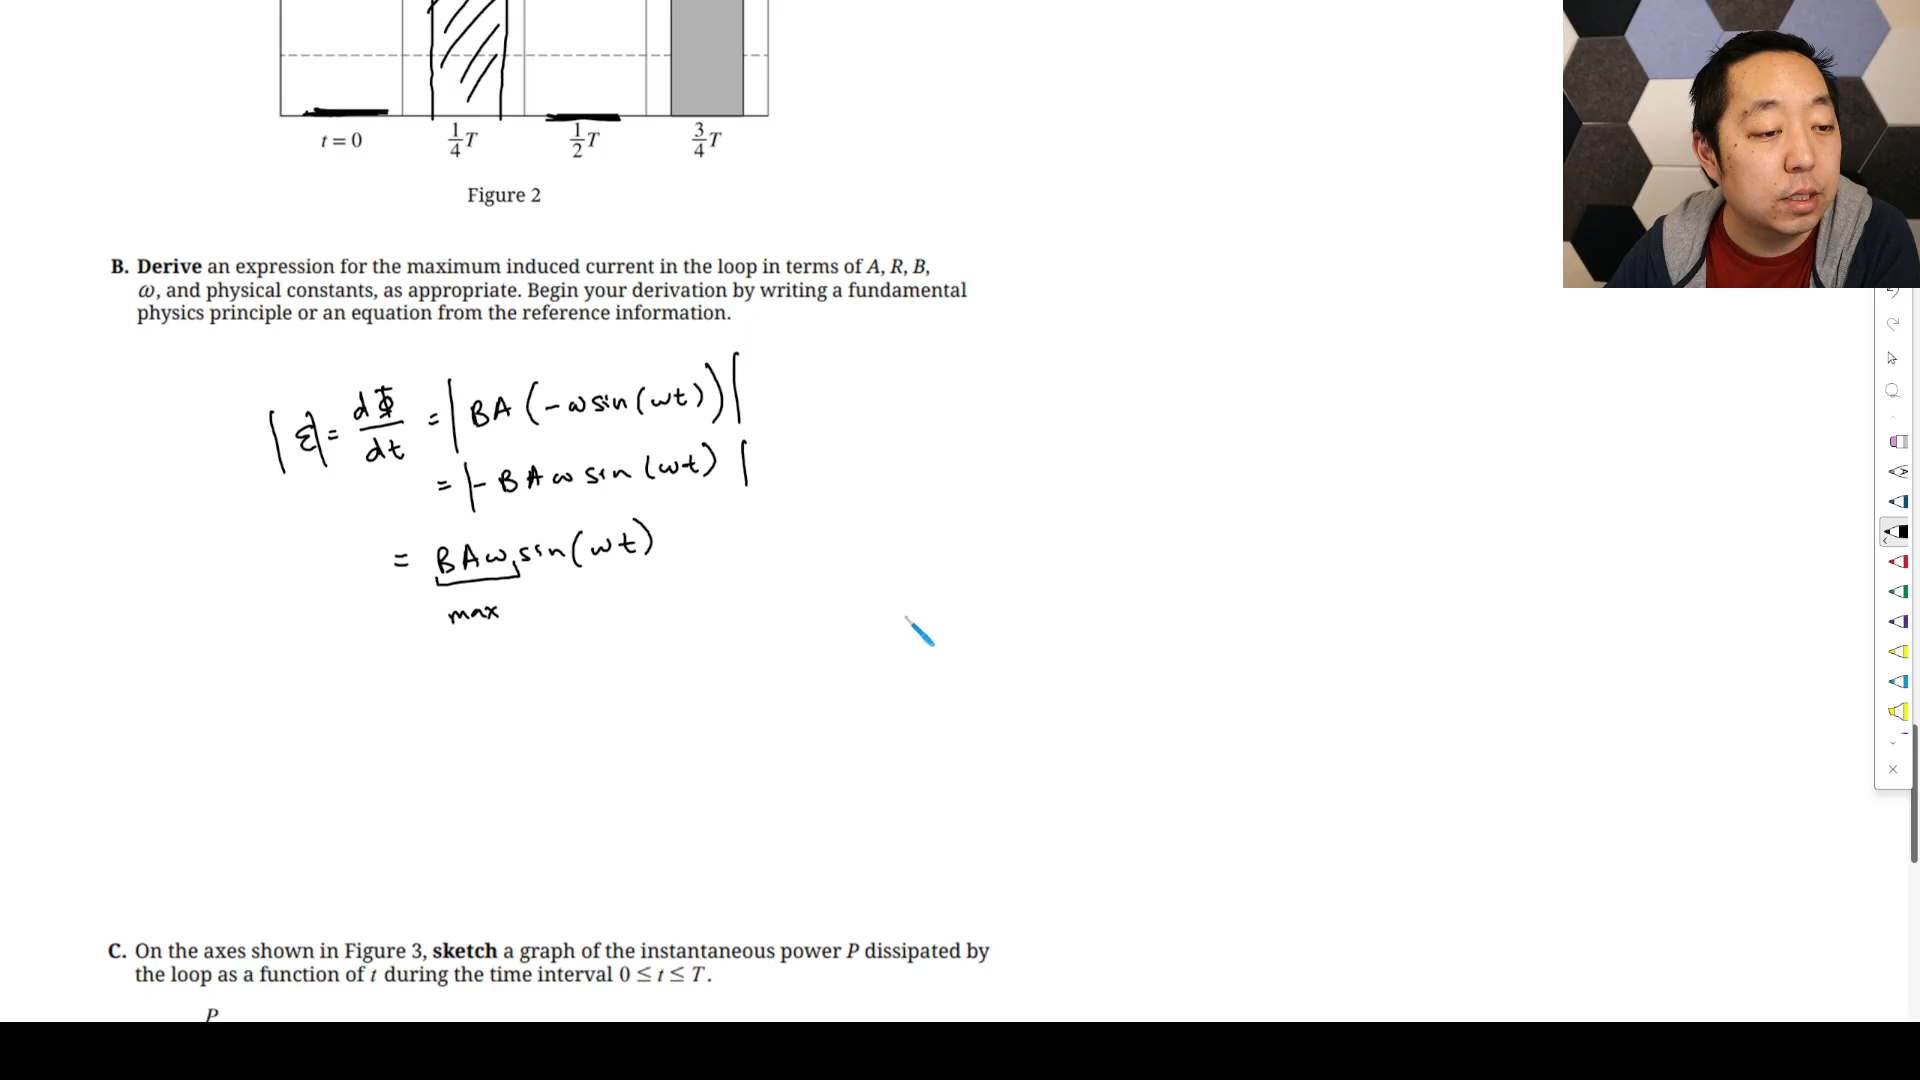 t = 0 1/4 T 1/2 T 3/4 T
Figure 2
B. Derive an expression for the maximum induced current in the loop in terms of A, R, B,
ω, and physical constants, as appropriate. Begin your derivation by writing a fundamental
physics principle or an equation from the reference information.
|ε| = dΦ/dt = |BA(-ω sin(ωt))|
= |- BAω sin(ωt)|
= BAω sin(ωt)
max
C. On the axes shown in Figure 3, sketch a graph of the instantaneous power P dissipated by
the loop as a function of t during the time interval 0 ≤ t ≤ T.
P